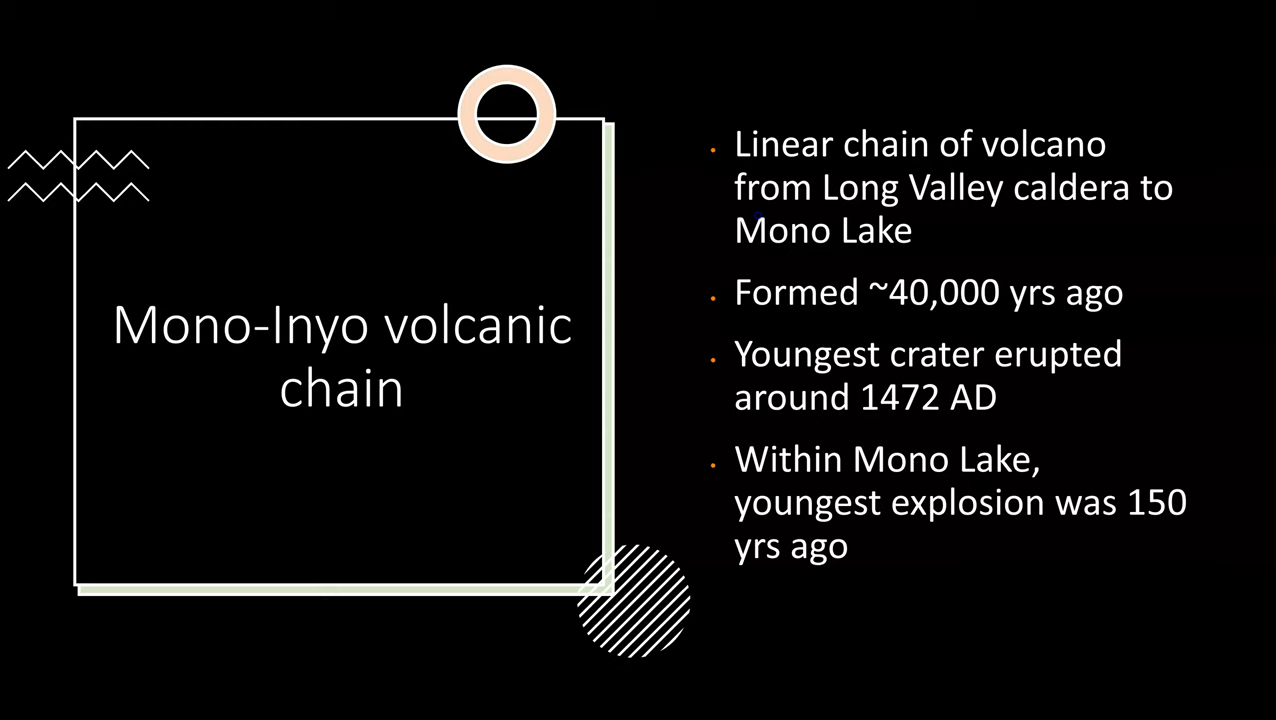 Mono-Inyo volcanic
chain
Linear chain of volcano
from Long Valley caldera to
Mono Lake
Formed ~40,000 yrs ago
Youngest crater erupted
around 1472 AD
Within Mono Lake,
youngest explosion was 150
yrs ago